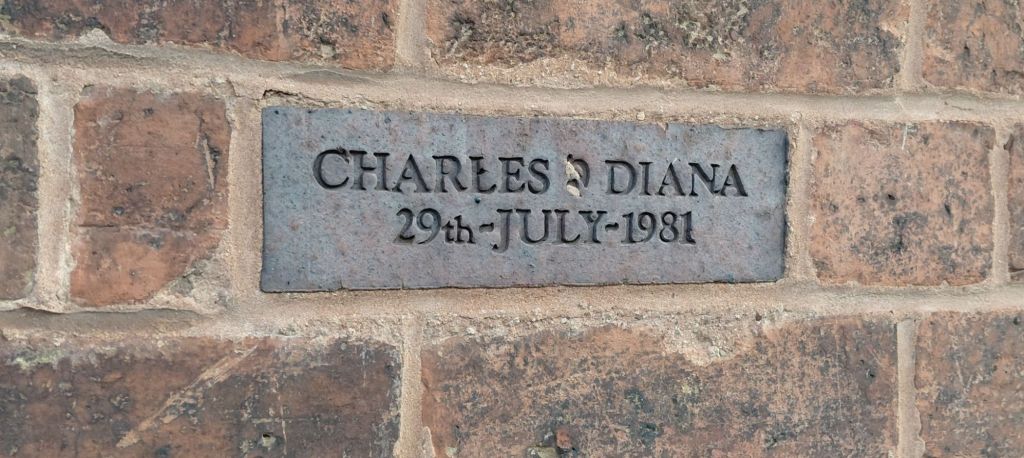 CHARLES & DIANA
29th-JULY-1981